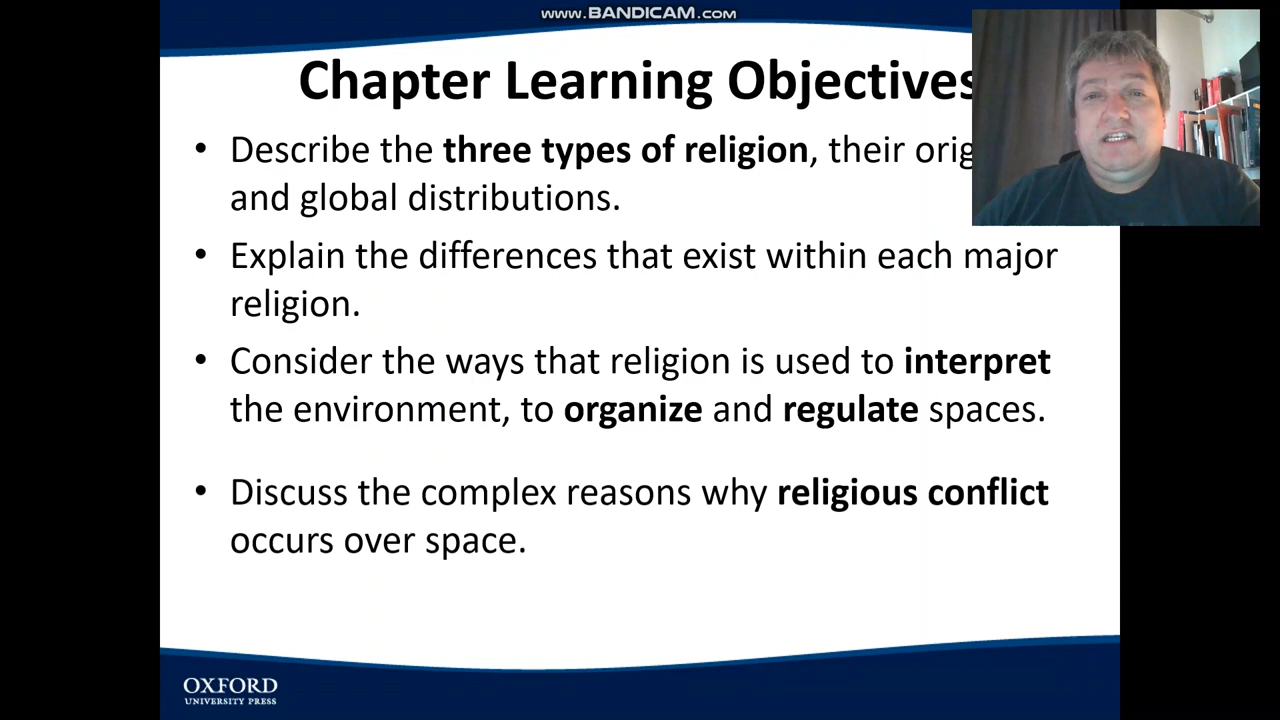 www.BANDICAM.com
Chapter Learning Objectives
• Describe the three types of religion, their
and global distributions.
• Explain the differences that exist within each major
religion.
• Consider the ways that religion is used to interpret
the environment, to organize and regulate spaces.
• Discuss the complex reasons why religious conflict
occurs over space.
OXFORD
UNIVERSITY PRESS